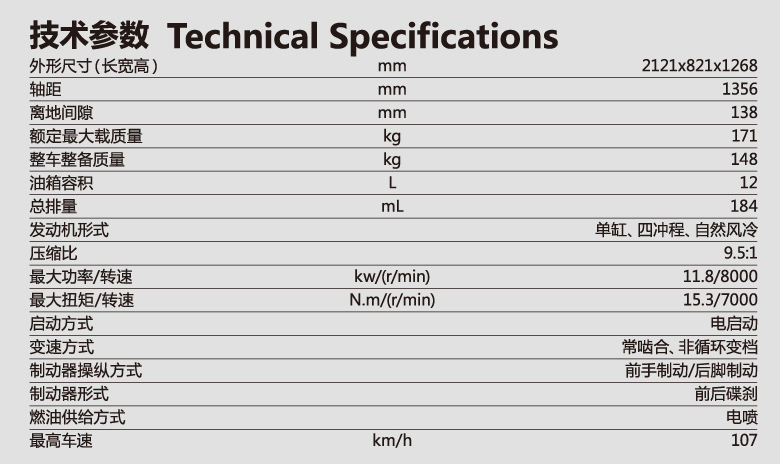 技术参数 Technical Specifications
外形尺寸(长宽高) mm 2121x821x1268
轴距 mm 1356
离地间隙 mm 138
额定最大载质量 kg 171
整车整备质量 kg 148
油箱容积 L 12
总排量 mL 184
发动机形式 单缸、四冲程、自然风冷
压缩比 9.5:1
最大功率/转速 kw/(r/min) 11.8/8000
最大扭矩/转速 N.m/(r/min) 15.3/7000
启动方式 电启动
变速方式 常啮合、非循环变档
制动器操纵方式 前手制动/后脚制动
制动器形式 前后碟刹
燃油供给方式 电喷
最高车速 km/h 107